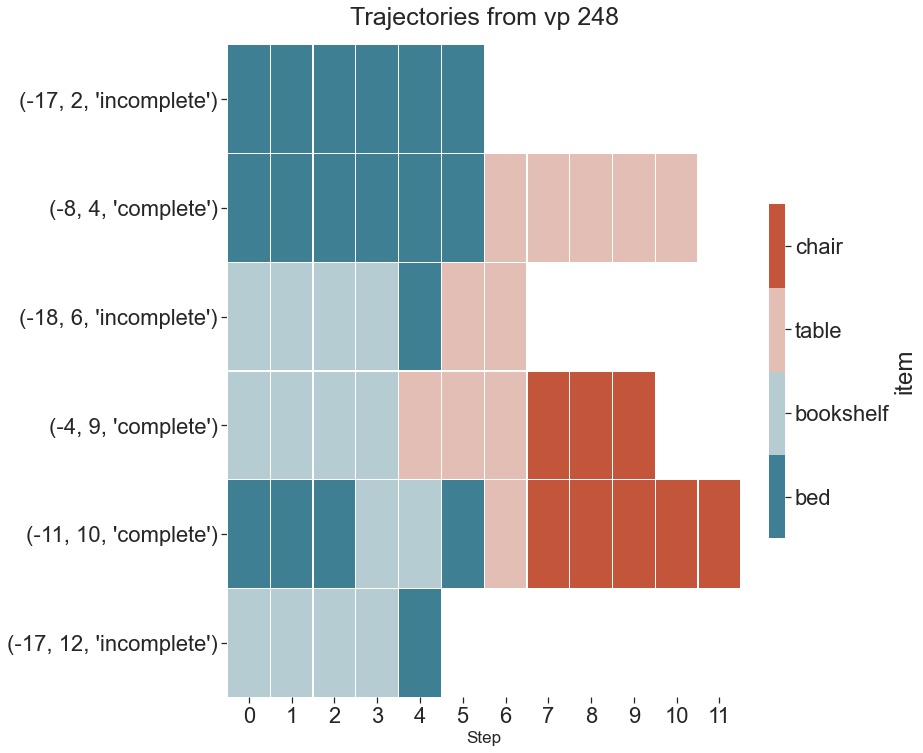 Trajectories from vp 248
(-17, 2, 'incomplete')
(-8, 4, 'complete')
(-18, 6, 'incomplete')
(-4, 9, 'complete')
(-11, 10, 'complete')
(-17, 12, 'incomplete')
0 1 2 3 4 5 6 7 8 9 10 11
Step
chair
table
bookshelf
bed
item